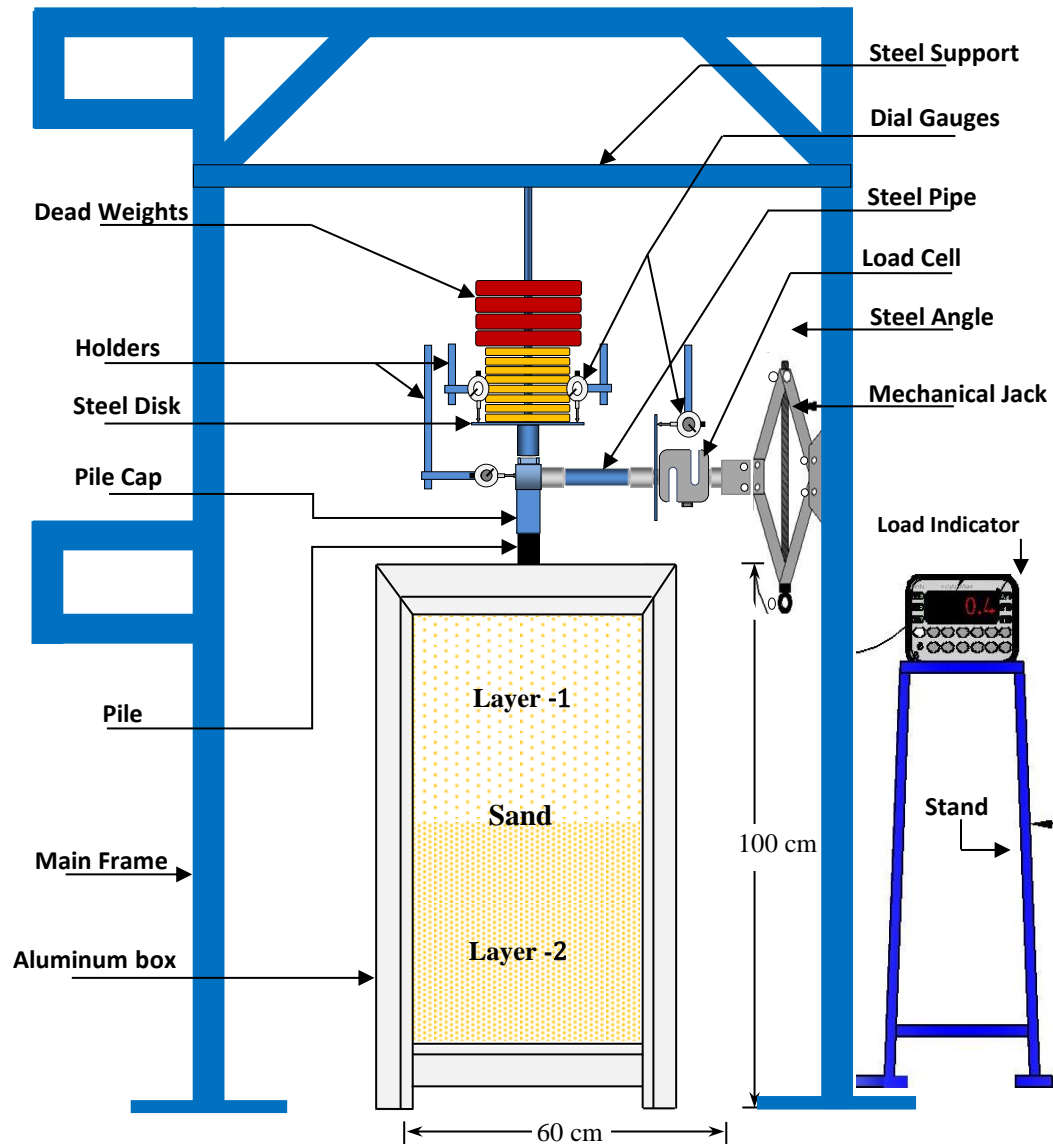 Steel Support
Dial Gauges
Dead Weights
Steel Pipe
Load Cell
Steel Angle
Holders
Mechanical Jack
Steel Disk
Pile Cap
Load Indicator
0.4
Pile
Layer -1
Sand
Stand
100 cm
Main Frame
Layer -2
Aluminum box
60 cm